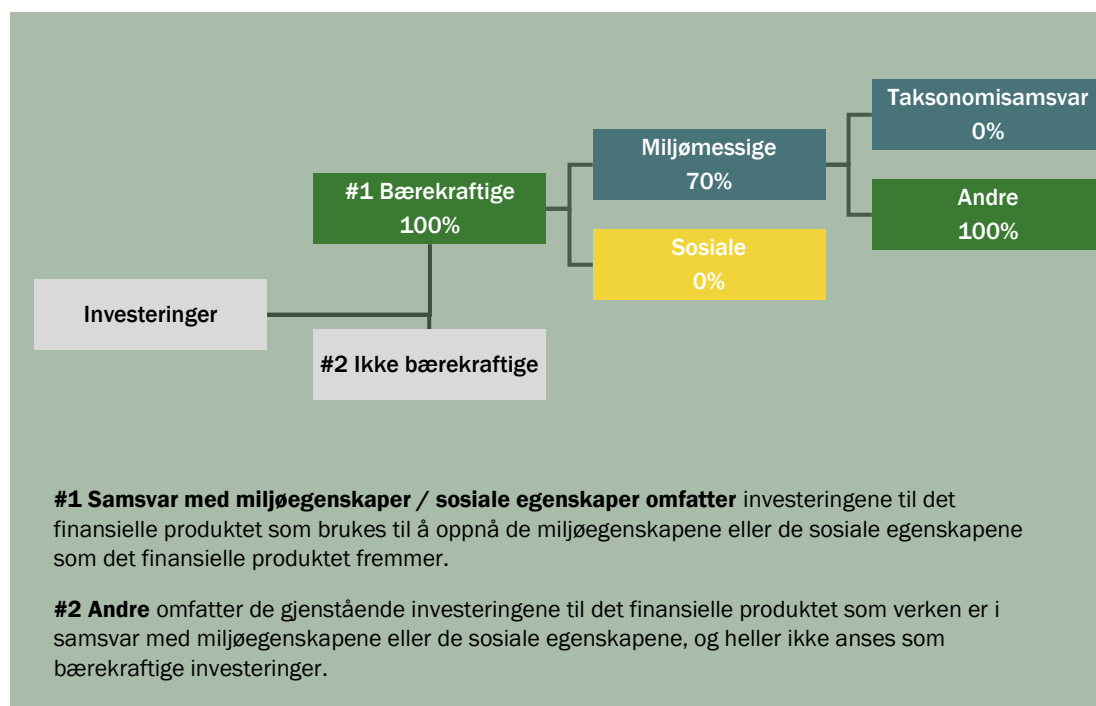 Taksonomisamsvar
0%
Miljømessige
70%
#1 Bærekraftige
100%
Andre
100%
Sosiale
0%
Investeringer
#2 Ikke bærekraftige
#1 Samsvar med miljøegenskaper / sosiale egenskaper omfatter investeringene til det
finansielle produktet som brukes til å oppnå de miljøegenskapene eller de sosiale egenskapene
som det finansielle produktet fremmer.
#2 Andre omfatter de gjenstående investeringene til det finansielle produktet som verken er i
samsvar med miljøegenskapene eller de sosiale egenskapene, og heller ikke anses som
bærekraftige investeringer.